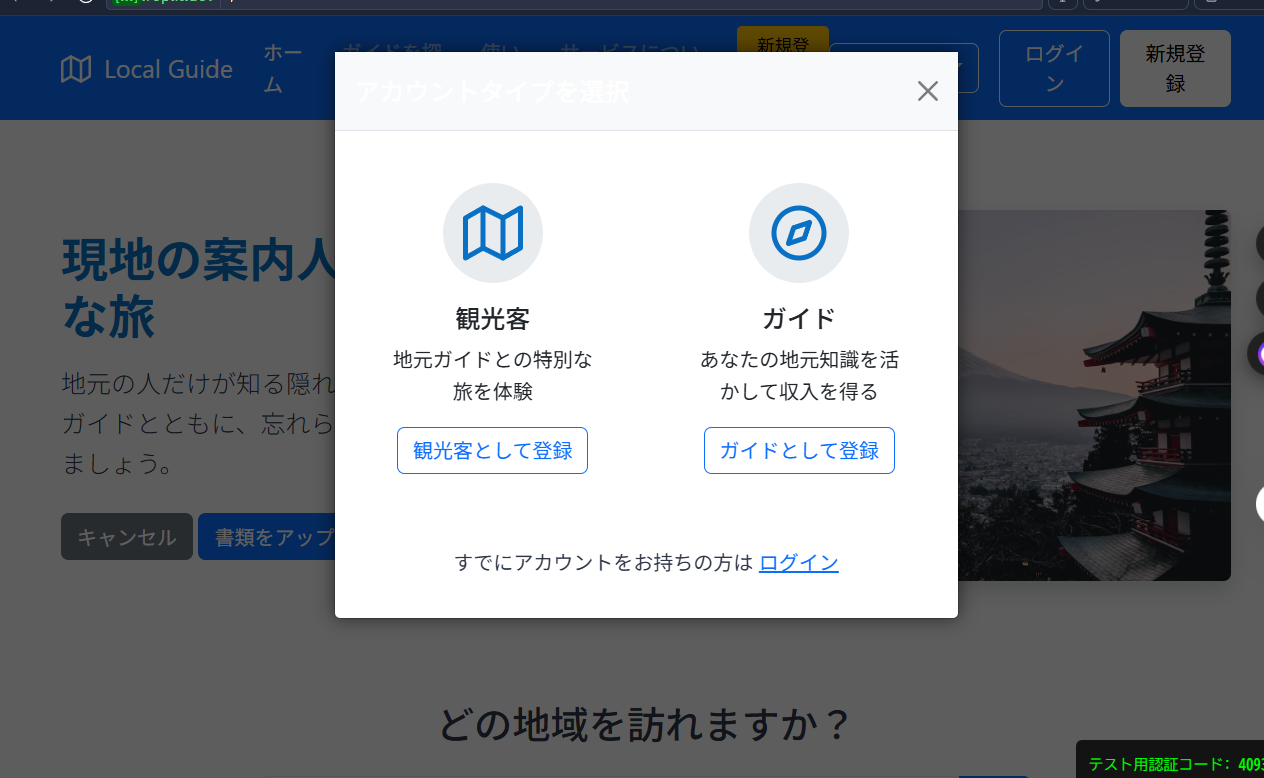 Local Guide
ホー
ム
ガイドを探
使い
サービスについ
新規登
ログイ
ン
新規登
録
アカウントタイプを選択
現地の案内人
な旅
地元の人だけが知る隠れ
ガイドとともに、忘れら
ましょう。
キャンセル
書類をアップ
観光客
地元ガイドとの特別な
旅を体験
観光客として登録
ガイド
あなたの地元知識を活
かして収入を得る
ガイドとして登録
すでにアカウントをお持ちの方は ログイン
どの地域を訪れますか？
テスト用認証コード: 4093